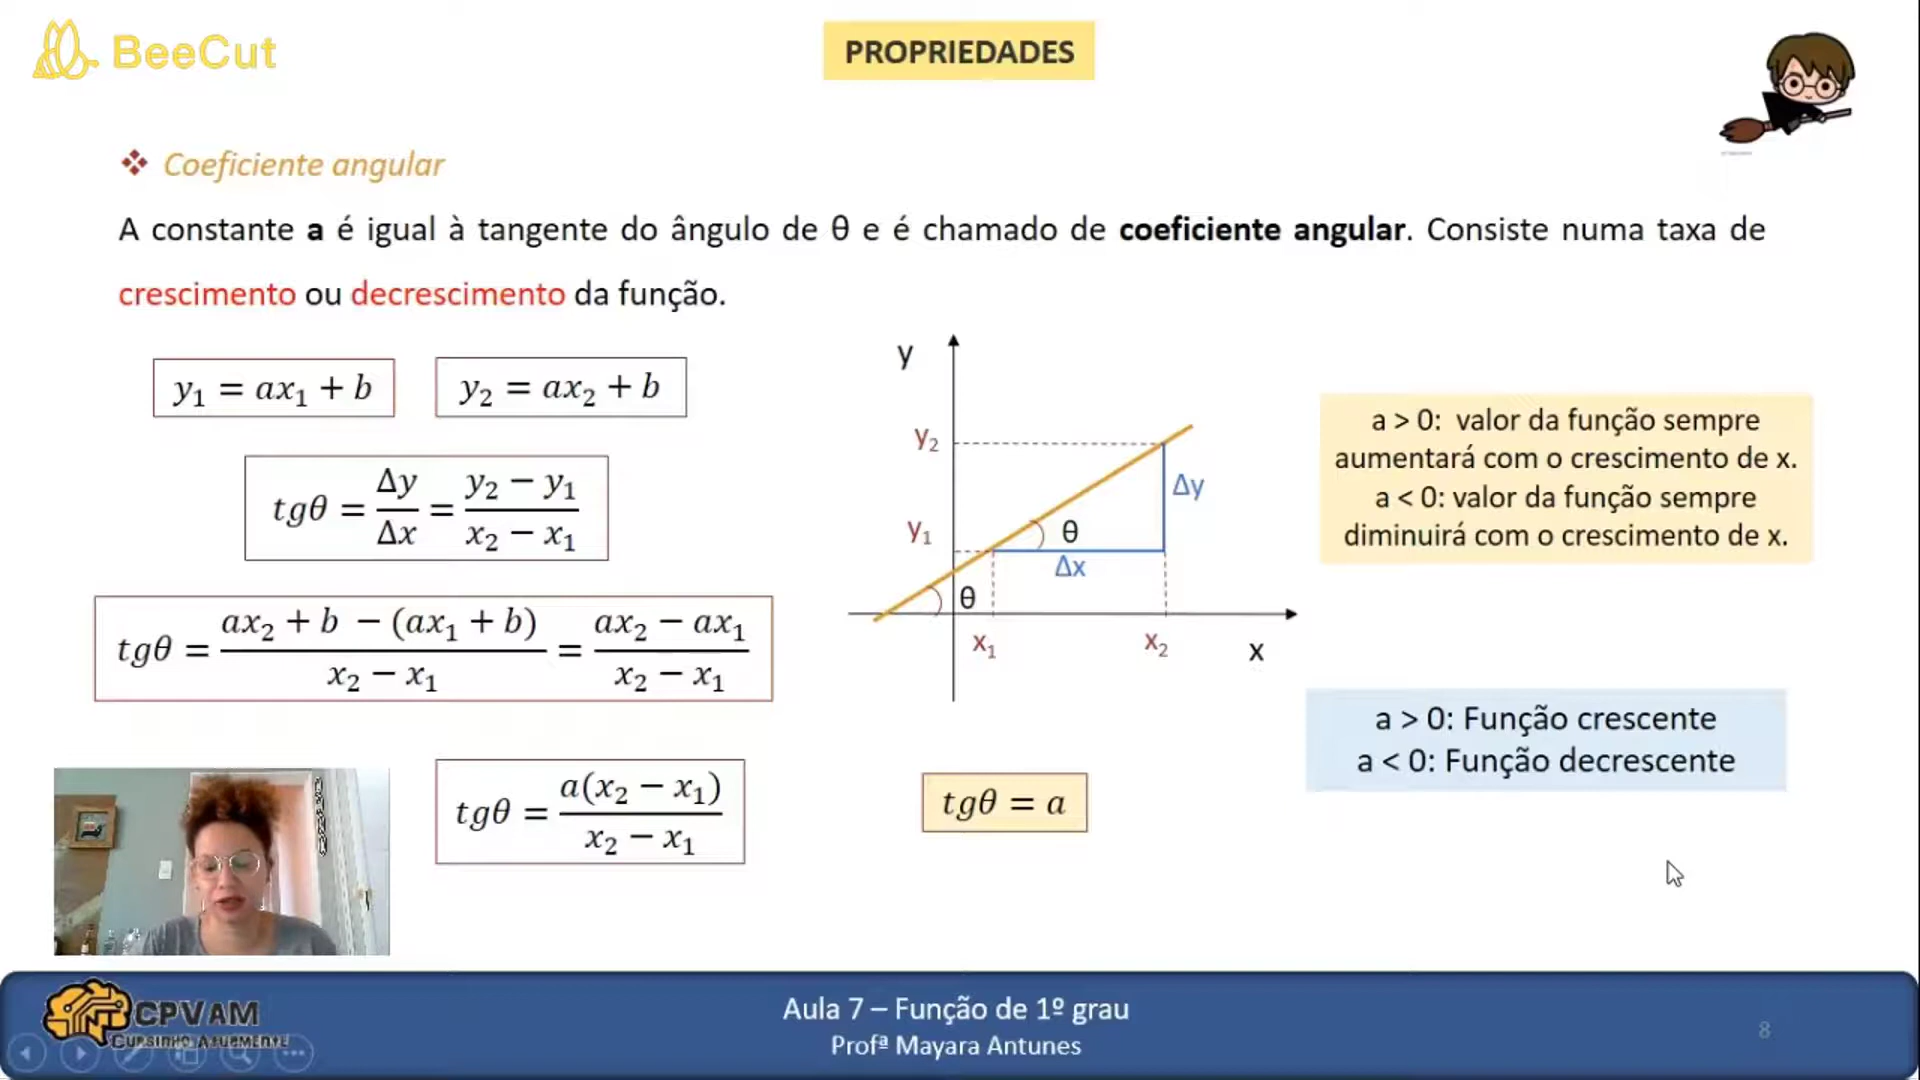 BeeCut
PROPRIEDADES
❖ Coeficiente angular
A constante a é igual à tangente do ângulo de θ e é chamado de coeficiente angular. Consiste numa taxa de
crescimento ou decrescimento da função.
y₁ = ax₁ + b
y₂ = ax₂ + b
tgθ = Δy/Δx = (y₂ − y₁)/(x₂ − x₁)
tgθ = (ax₂ + b − (ax₁ + b))/(x₂ − x₁) = (ax₂ − ax₁)/(x₂ − x₁)
tgθ = a(x₂ − x₁)/(x₂ − x₁)
y
y₂
Δy
y₁
θ
Δx
θ
x₁
x₂
x
tgθ = a
a > 0: valor da função sempre
aumentará com o crescimento de x.
a < 0: valor da função sempre
diminuirá com o crescimento de x.
a > 0: Função crescente
a < 0: Função decrescente
CPVAM
Cursinho Asuamente
Aula 7 – Função de 1º grau
Profª Mayara Antunes
8